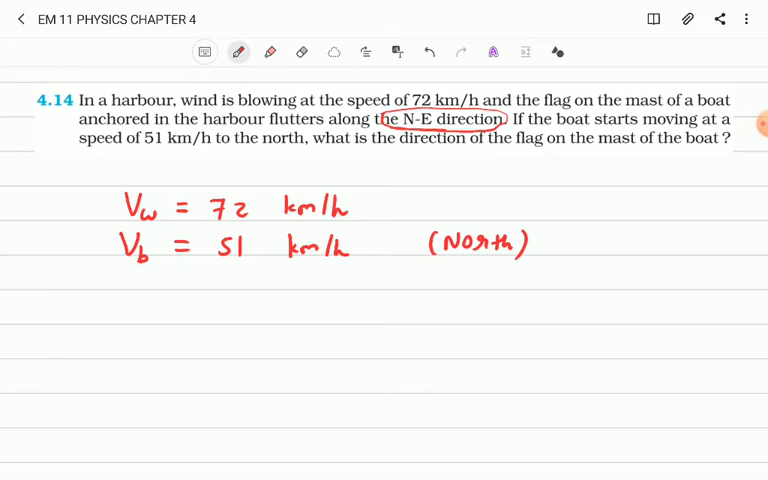 EM 11 PHYSICS CHAPTER 4
4.14 In a harbour, wind is blowing at the speed of 72 km/h and the flag on the mast of a boat
anchored in the harbour flutters along the N-E direction. If the boat starts moving at a
speed of 51 km/h to the north, what is the direction of the flag on the mast of the boat ?
Vw = 72 km/h
Vb = 51 km/h (North)